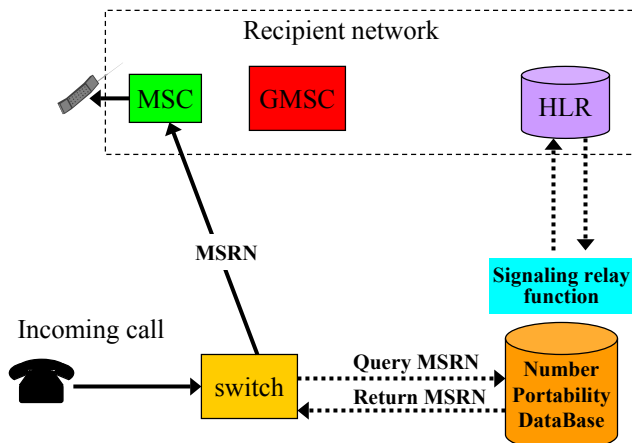 Recipient network
MSC
GMSC
HLR
MSRN
Signaling relay
function
Incoming call
switch
Query MSRN
Return MSRN
Number
Portability
DataBase